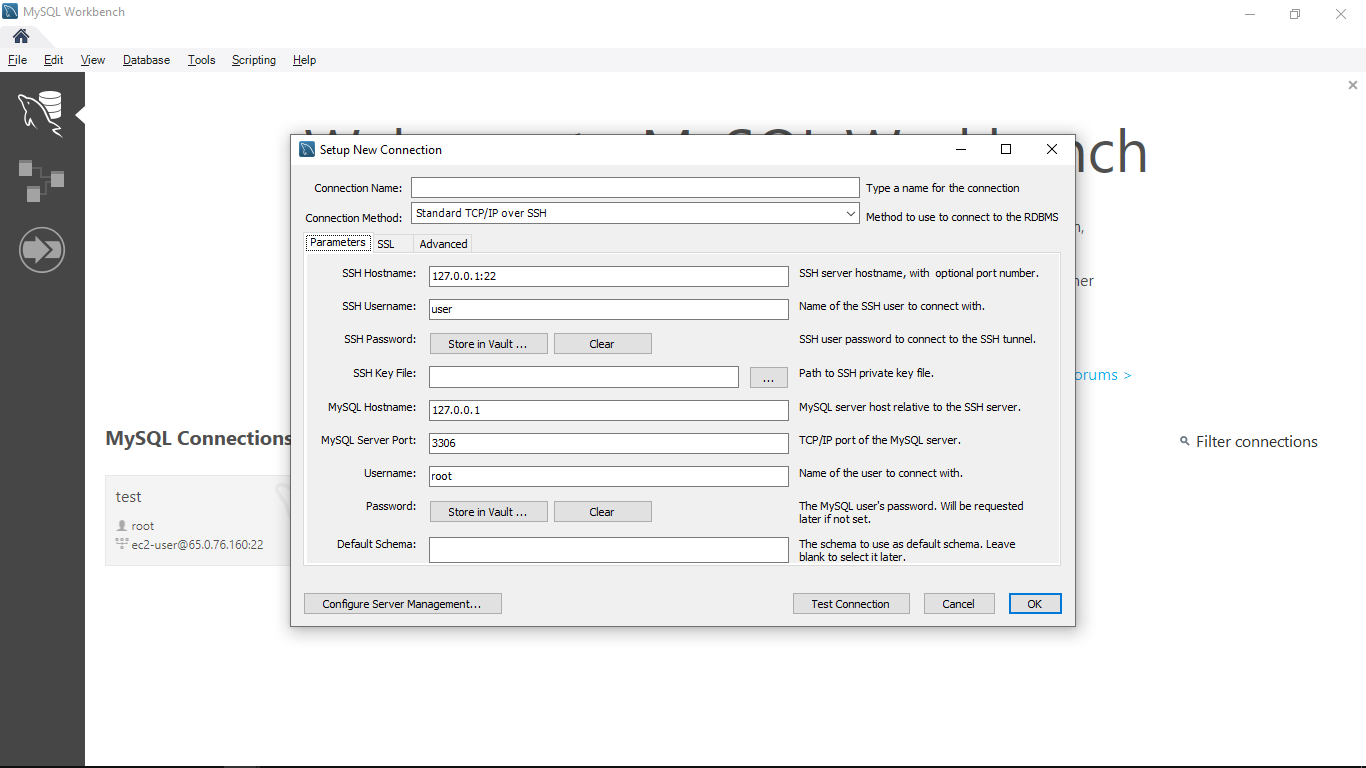 MySQL Workbench
File Edit View Database Tools Scripting Help
Setup New Connection
Connection Name: Type a name for the connection
Connection Method: Standard TCP/IP over SSH Method to use to connect to the RDBMS
Parameters SSL Advanced
SSH Hostname: 127.0.0.1:22 SSH server hostname, with optional port number.
SSH Username: user Name of the SSH user to connect with.
SSH Password: Store in Vault ... Clear SSH user password to connect to the SSH tunnel.
SSH Key File: ... Path to SSH private key file.
MySQL Hostname: 127.0.0.1 MySQL server host relative to the SSH server.
MySQL Server Port: 3306 TCP/IP port of the MySQL server.
Username: root Name of the user to connect with.
Password: Store in Vault ... Clear The MySQL user's password. Will be requested
later if not set.
Default Schema: The schema to use as default schema. Leave
blank to select it later.
Configure Server Management... Test Connection Cancel OK
MySQL Connections
Filter connections
test
root
ec2-user@65.0.76.160:22